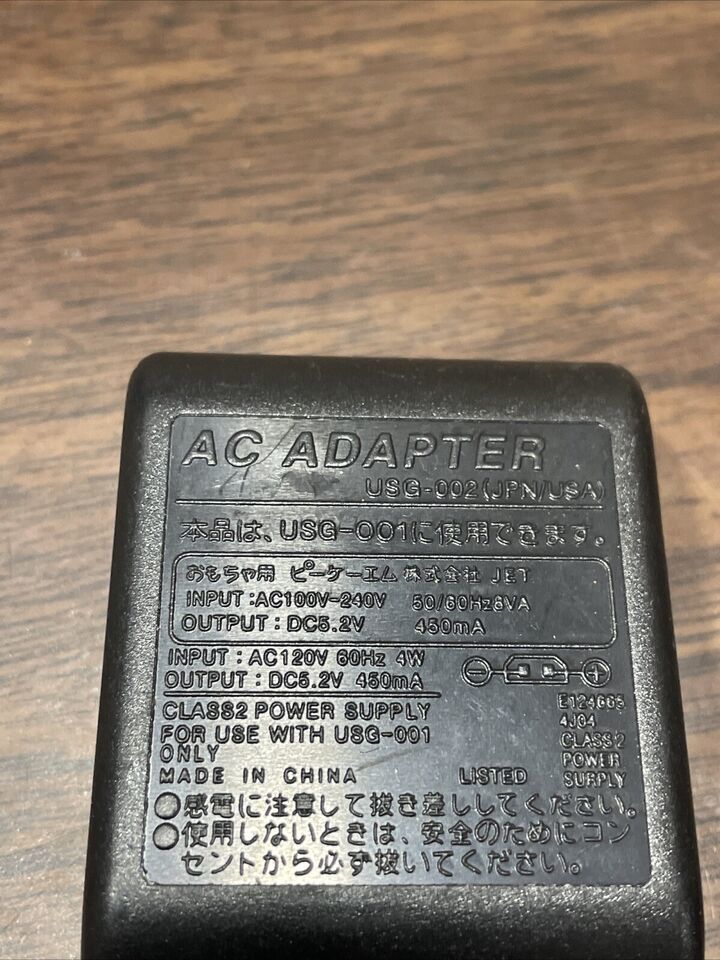 AC ADAPTER
USG-002(JPN/USA)
本品は、USG-001に使用できます。
おもちゃ用 ピーケーエム 株式会社 JET
INPUT:AC100V-240V 50/60Hz8VA
OUTPUT: DC5.2V 450mA
INPUT: AC120V 60Hz 4W
OUTPUT: DC5.2V 450mA
CLASS2 POWER SUPPLY
FOR USE WITH USG-001
ONLY
MADE IN CHINA
LISTED
4J04
CLASS 2
POWER
SUPPLY
●感電に注意して抜き差ししてください。
●使用しないときは、安全のためにコン
セントから必ず抜いてください。